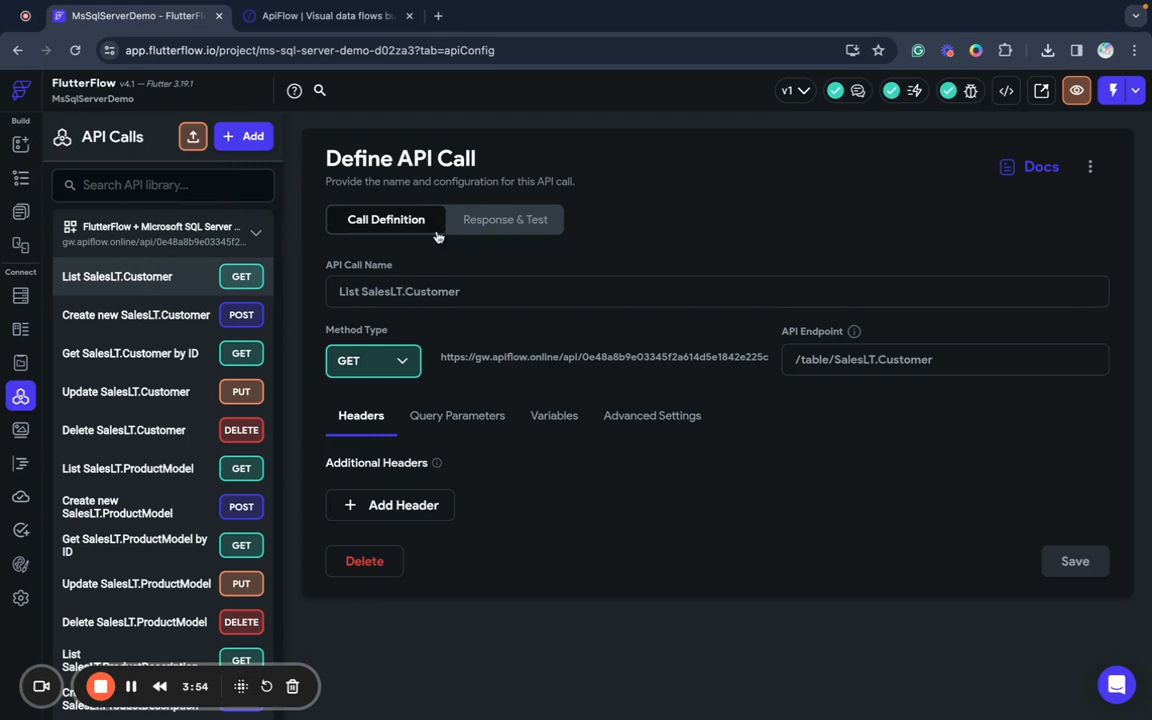 MsSqlServerDemo - FlutterF
ApiFlow | Visual data flows bu
app.flutterflow.io/project/ms-sql-server-demo-d02za3?tab=apiConfig
FlutterFlow v4.1 — Flutter 3.19.1
MsSqlServerDemo
v1
Build
API Calls
+ Add
Search API library...
FlutterFlow + Microsoft SQL Server ...
gw.apiflow.online/api/0e48a8b9e03345f2...
Connect
List SalesLT.Customer GET
Create new SalesLT.Customer POST
Get SalesLT.Customer by ID GET
Update SalesLT.Customer PUT
Delete SalesLT.Customer DELETE
List SalesLT.ProductModel GET
Create new
SalesLT.ProductModel POST
Get SalesLT.ProductModel by
ID GET
Update SalesLT.ProductModel PUT
Delete SalesLT.ProductModel DELETE
List GET
3:54
Define API Call
Docs
Provide the name and configuration for this API call.
Call Definition
Response & Test
API Call Name
List SalesLT.Customer
Method Type
API Endpoint
GET
https://gw.apiflow.online/api/0e48a8b9e03345f2a614d5e1842e225c
/table/SalesLT.Customer
Headers
Query Parameters
Variables
Advanced Settings
Additional Headers
+ Add Header
Delete
Save